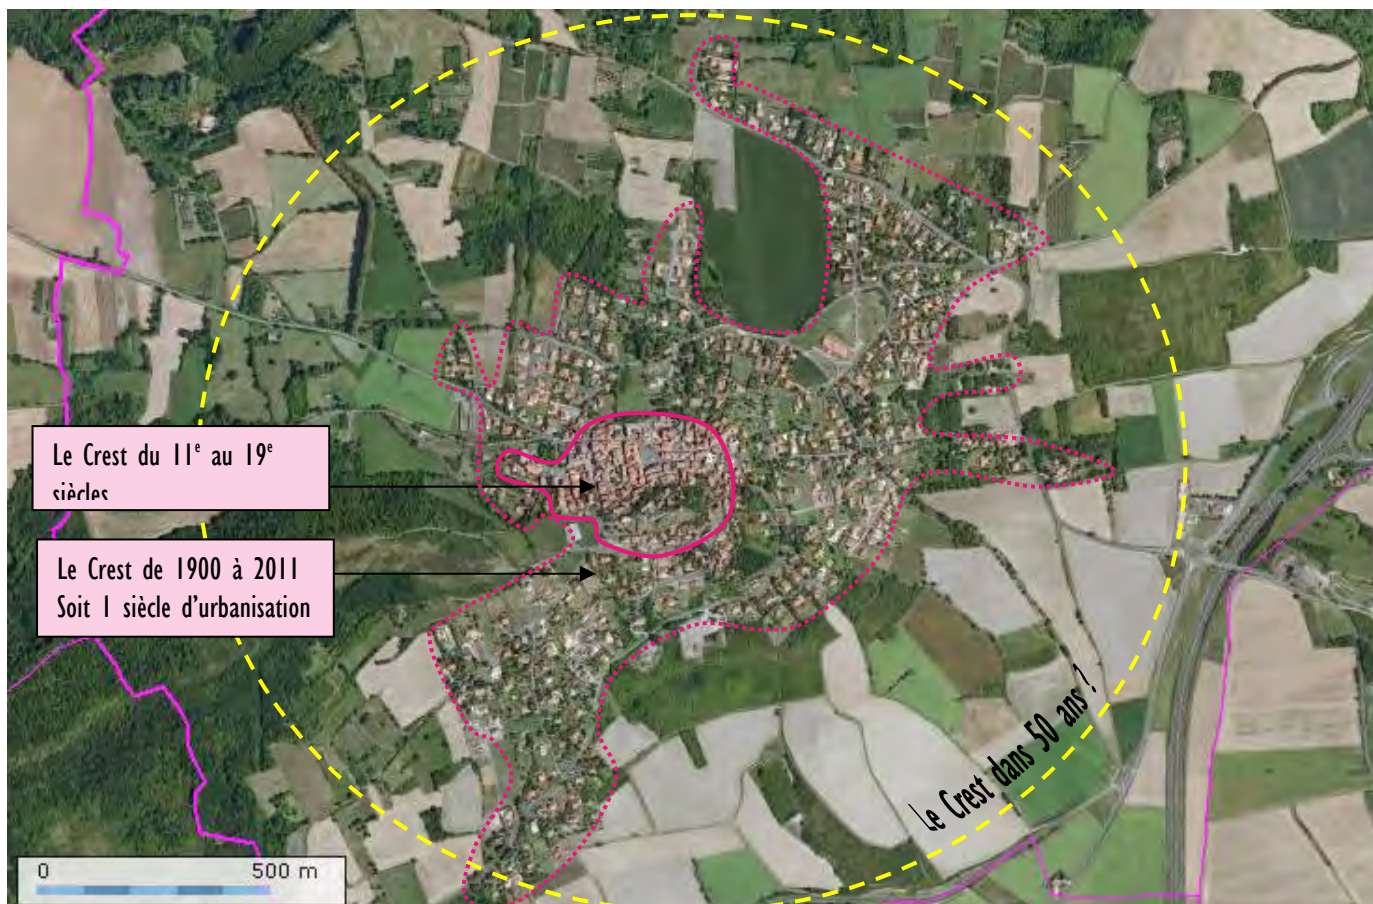 Le Crest du 11ᵉ au 19ᵉ
siècles
Le Crest de 1900 à 2011
Soit 1 siècle d'urbanisation
Le Crest dans 50 ans ?
0 500 m